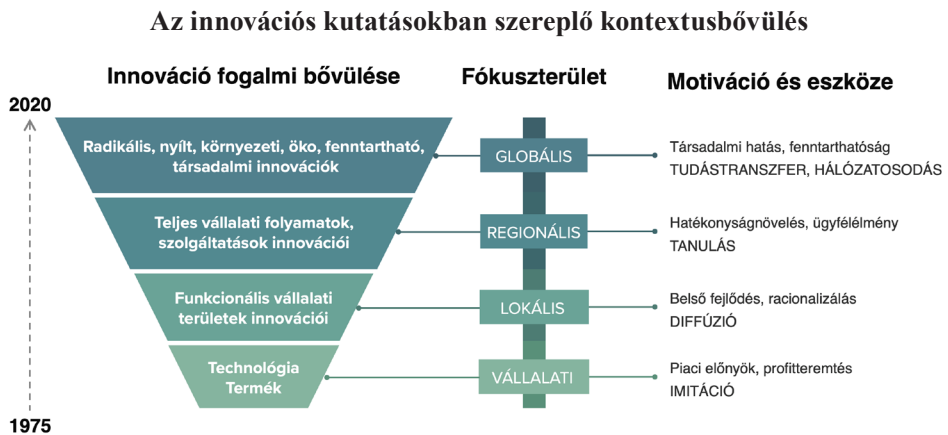 Az innovációs kutatásokban szereplő kontextusbővülés
Innováció fogalmi bővülése
Fókuszterület
Motiváció és eszköze
2020
Radikális, nyílt, környezeti, öko, fenntartható,
társadalmi innovációk
GLOBÁLIS
Társadalmi hatás, fenntarthatóság
TUDÁSTRANSZFER, HÁLÓZATOSODÁS
Teljes vállalati folyamatok,
szolgáltatások innovációi
REGIONÁLIS
Hatékonyságnövelés, ügyfélélmény
TANULÁS
Funkcionális vállalati
területek innovációi
LOKÁLIS
Belső fejlődés, racionalizálás
DIFFÚZIÓ
Technológia
Termék
VÁLLALATI
Piaci előnyök, profitteremtés
IMITÁCIÓ
1975